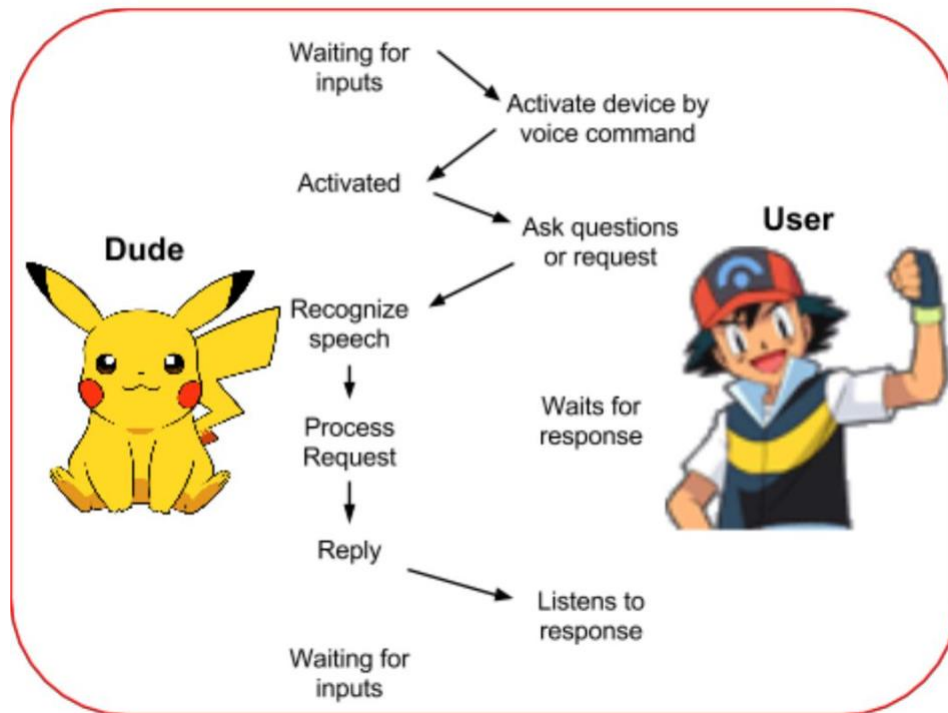 Waiting for
inputs
Activate device by
voice command
Activated
Ask questions
or request
User
Dude
Recognize
speech
Waits for
response
Process
Request
Reply
Listens to
response
Waiting for
inputs